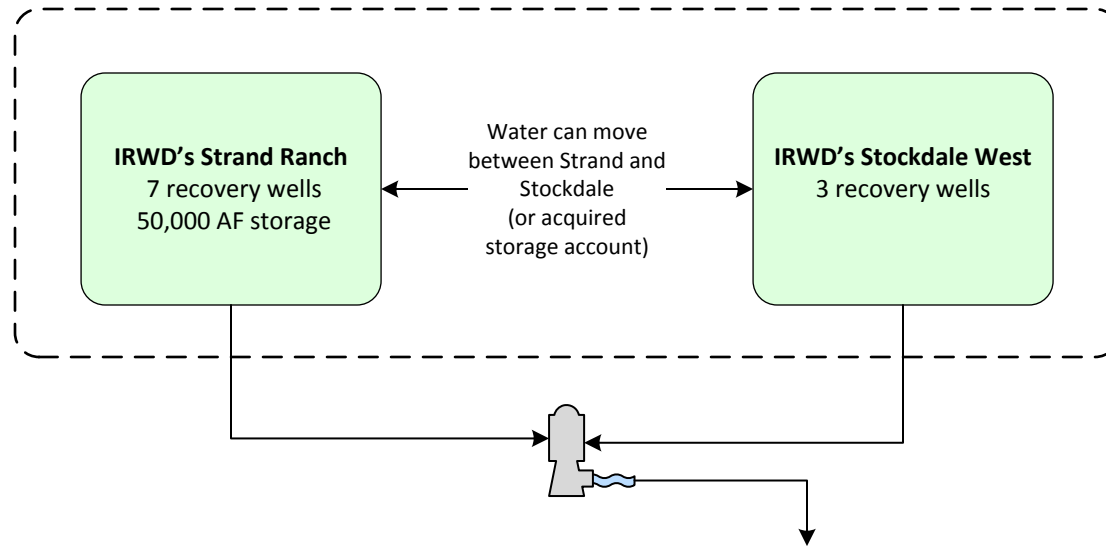 IRWD’s Strand Ranch
7 recovery wells
50,000 AF storage
Water can move
between Strand and
Stockdale
(or acquired
storage account)
IRWD’s Stockdale West
3 recovery wells